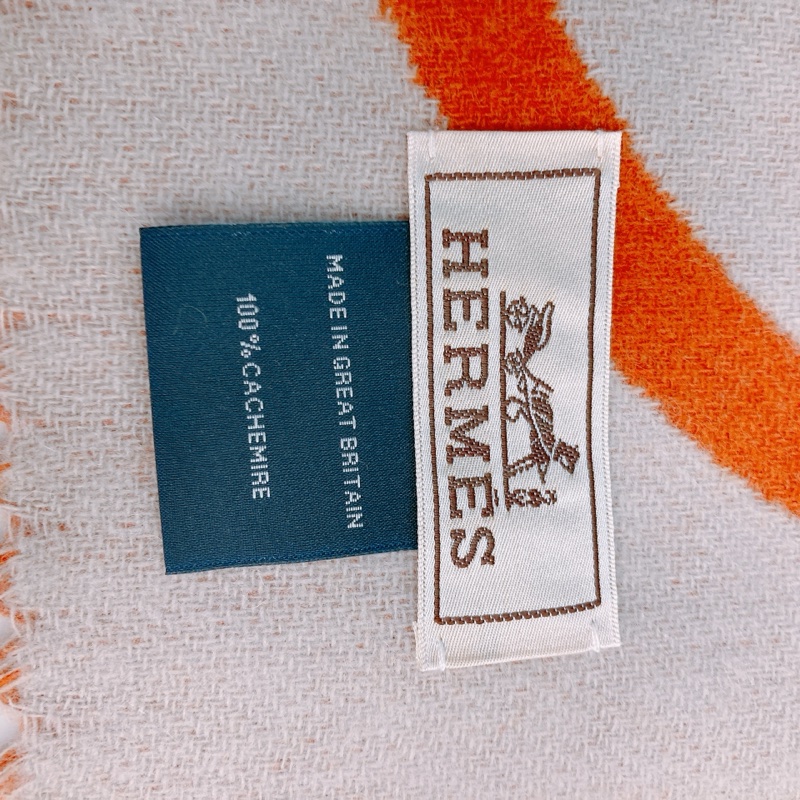 HERMÈS
MADE IN GREAT BRITAIN
100% CACHEMIRE